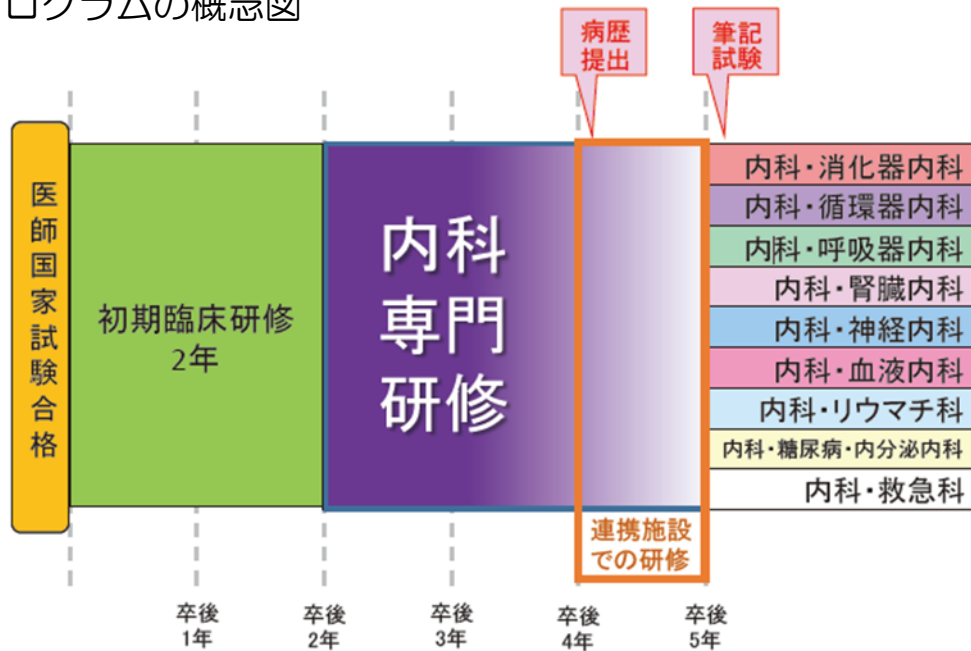 ログラムの概念図
病歴
提出
筆記
試験
医師国家試験合格
初期臨床研修
2年
内科
専門
研修
内科・消化器内科
内科・循環器内科
内科・呼吸器内科
内科・腎臓内科
内科・神経内科
内科・血液内科
内科・リウマチ科
内科・糖尿病・内分泌内科
内科・救急科
連携施設
での研修
卒後
1年
卒後
2年
卒後
3年
卒後
4年
卒後
5年